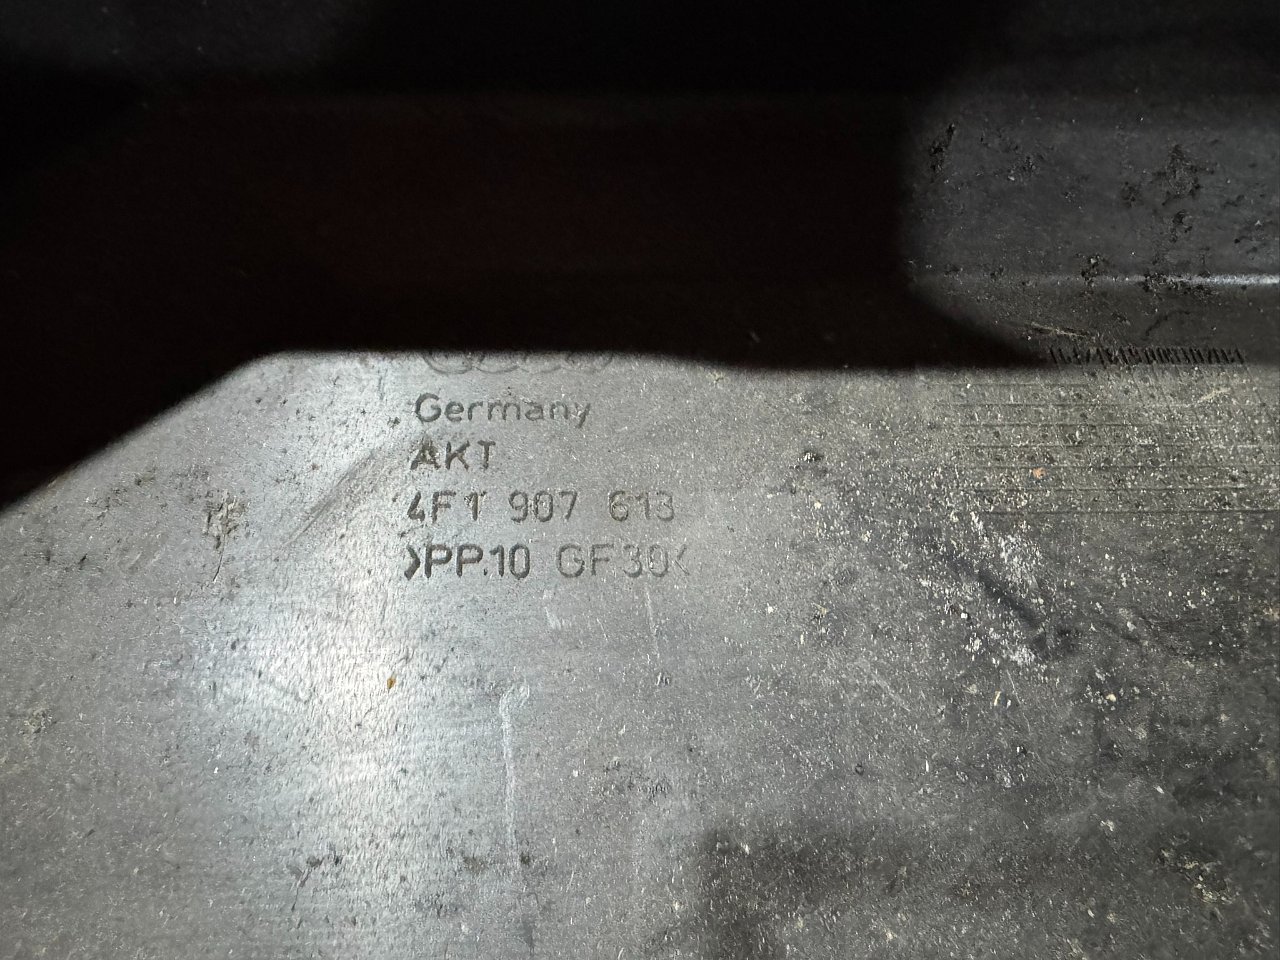 Germany
AKT
4F1 907 613
>PP.10 GF30<